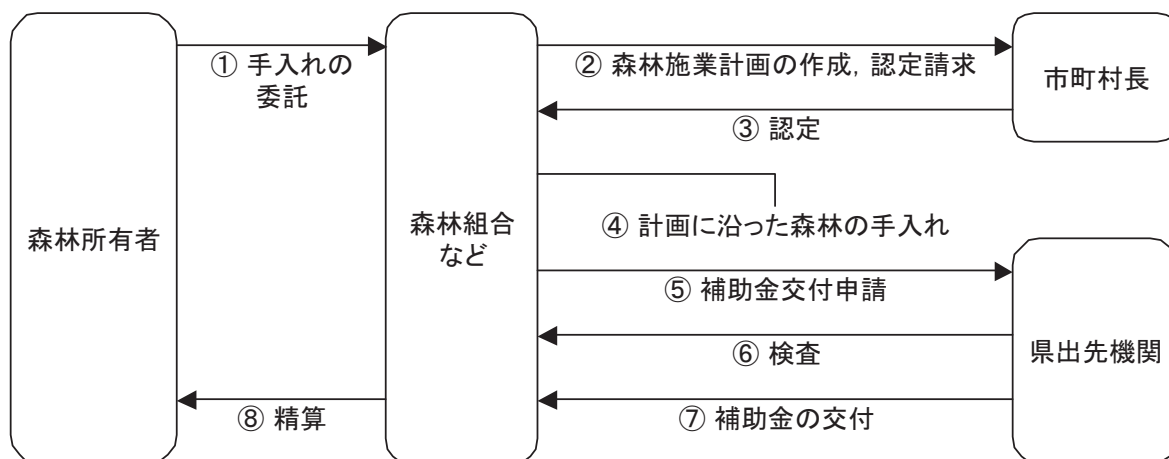 ① 手入れの
委託
② 森林施業計画の作成，認定請求
市町村長
③ 認定
森林所有者
森林組合
など
④ 計画に沿った森林の手入れ
⑤ 補助金交付申請
⑥ 検査
県出先機関
⑧ 精算
⑦ 補助金の交付